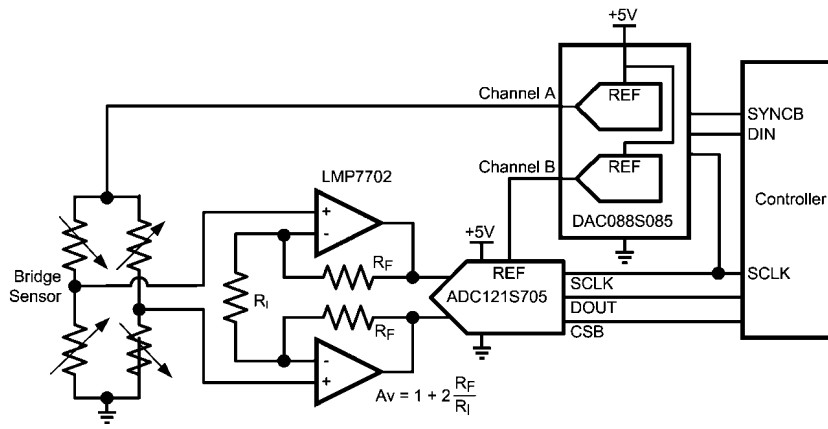 +5V
Channel A
REF
SYNCB
DIN
Channel B
REF
LMP7702
Controller
DAC088S085
+5V
Bridge
Sensor
RF
REF
SCLK
SCLK
RI
ADC121S705
DOUT
RF
CSB
Av = 1 + 2 RF/RI